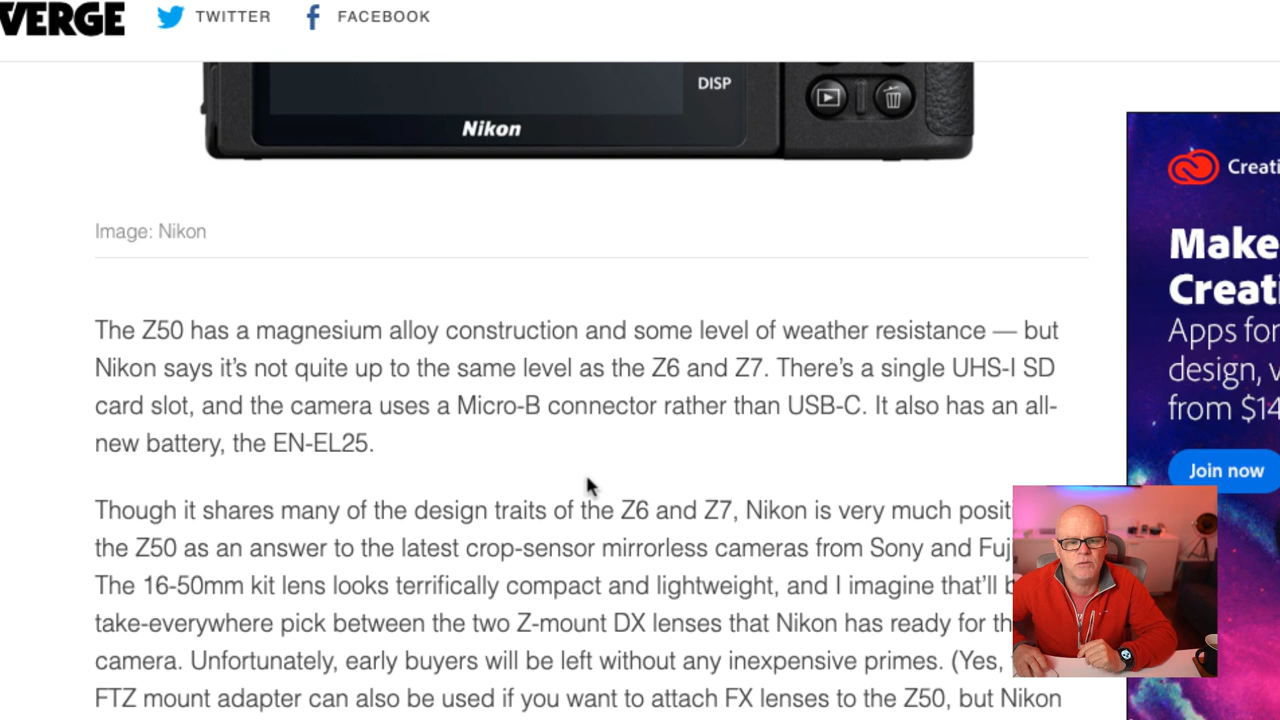 VERGE TWITTER FACEBOOK
DISP
Nikon
Image: Nikon
The Z50 has a magnesium alloy construction and some level of weather resistance — but
Nikon says it's not quite up to the same level as the Z6 and Z7. There's a single UHS-I SD
card slot, and the camera uses a Micro-B connector rather than USB-C. It also has an all-
new battery, the EN-EL25.
Though it shares many of the design traits of the Z6 and Z7, Nikon is very much posit
the Z50 as an answer to the latest crop-sensor mirrorless cameras from Sony and Fuj
The 16-50mm kit lens looks terrifically compact and lightweight, and I imagine that'll b
take-everywhere pick between the two Z-mount DX lenses that Nikon has ready for th
camera. Unfortunately, early buyers will be left without any inexpensive primes. (Yes,
FTZ mount adapter can also be used if you want to attach FX lenses to the Z50, but Nikon
Creati
Make
Creati
Apps for
design, v
from $14
Join now